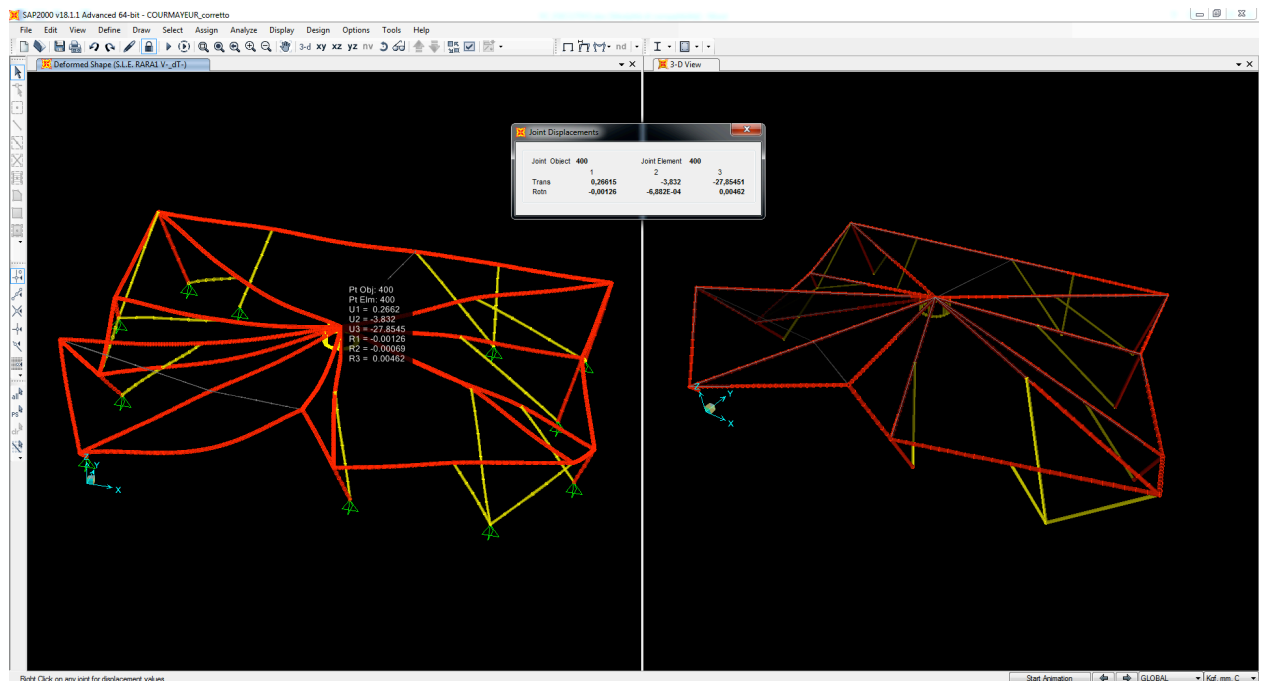 SAP2000 v18.1.1 Advanced 64-bit - COURMAYEUR_corretto
File Edit View Define Draw Select Assign Analyze Display Design Options Tools Help
3-d xy xz yz nv
nd
Deformed Shape (S.L.E. RARA1 V-_dT-)
3-D View
Joint Displacements
Joint Object 400 Joint Element 400
1 2 3
Trans 0,26615 -3,832 -27,85451
Rotn -0,00126 -6,882E-04 0,00462
Pt Obj: 400
Pt Elm: 400
U1 = 0.2662
U2 = -3.832
U3 = -27.8545
R1 = -0.00126
R2 = -0.00069
R3 = 0.00462
Z
Y
X
Z
Y
X
all
PS
clr
Right Click on any joint for displacement values
Start Animation
GLOBAL
Kgf, mm, C